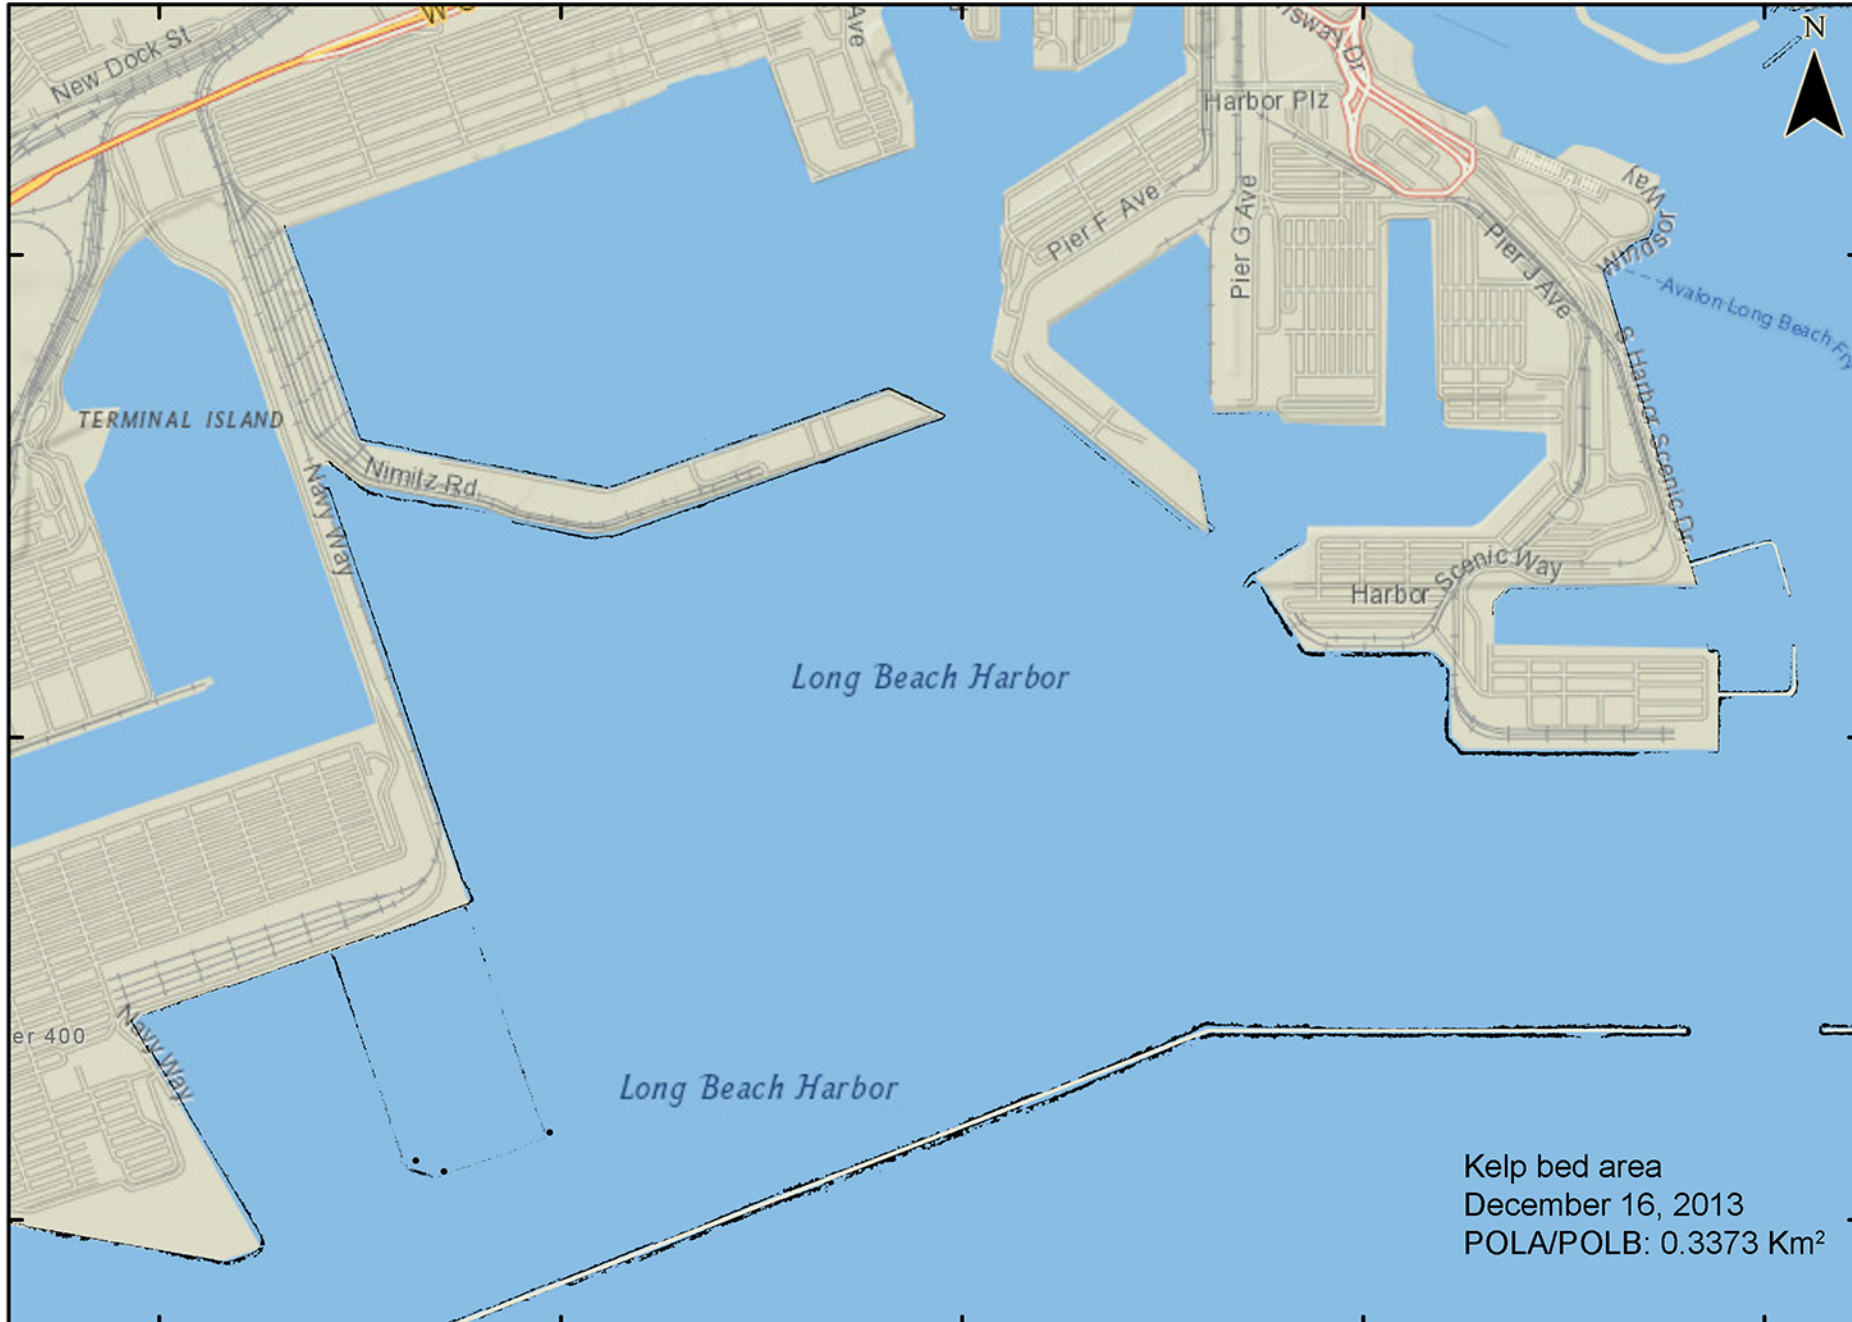 New Dock St
W S
Ave
N
Harbor Plz
Pier F Ave
Pier G Ave
Pier J Ave
Windsor
Way
Avalon Long Beach Fry
S Harbor Scenic Dr
TERMINAL ISLAND
Nimitz Rd
Navy Way
Harbor Scenic Way
Long Beach Harbor
Navy Way
er 400
Long Beach Harbor
Kelp bed area
December 16, 2013
POLA/POLB: 0.3373 Km²